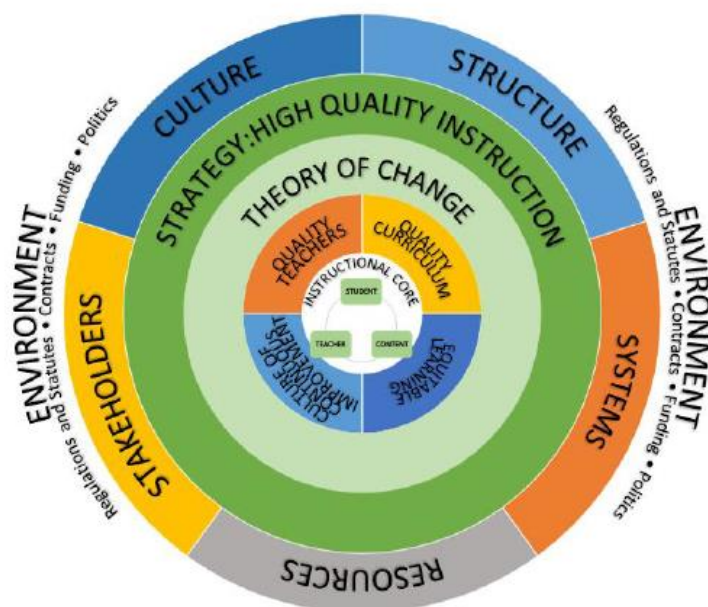 CULTURE
STRUCTURE
STRATEGY:HIGH QUALITY INSTRUCTION
THEORY OF CHANGE
QUALITY
TEACHERS
QUALITY
CURRICULUM
INSTRUCTIONAL CORE
STUDENT
TEACHER
CONTENT
CULTURE OF
CONTINUOUS
IMPROVEMENT
EQUITABLE
LEARNING
STAKEHOLDERS
SYSTEMS
RESOURCES
ENVIRONMENT
Regulations and Statutes • Contracts • Funding • Politics
ENVIRONMENT
Regulations and Statutes • Contracts • Funding • Politics